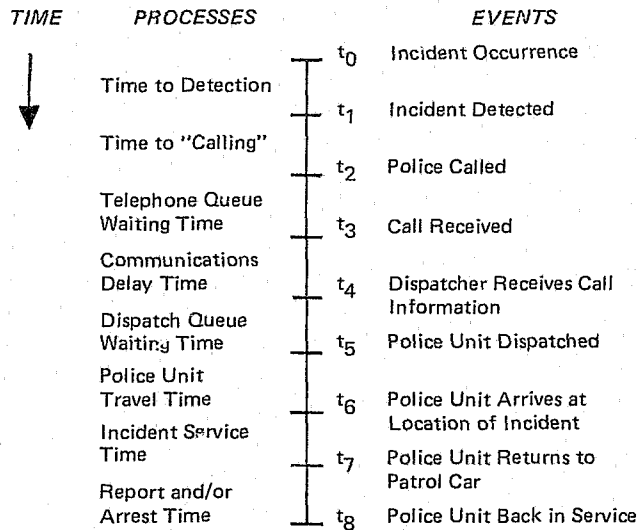 TIME PROCESSES EVENTS
t0 Incident Occurrence
Time to Detection
t1 Incident Detected
Time to "Calling"
t2 Police Called
Telephone Queue
Waiting Time
t3 Call Received
Communications
Delay Time
t4 Dispatcher Receives Call
Information
Dispatch Queue
Waiting Time
t5 Police Unit Dispatched
Police Unit
Travel Time
t6 Police Unit Arrives at
Location of Incident
Incident Service
Time
t7 Police Unit Returns to
Patrol Car
Report and/or
Arrest Time
t8 Police Unit Back in Service